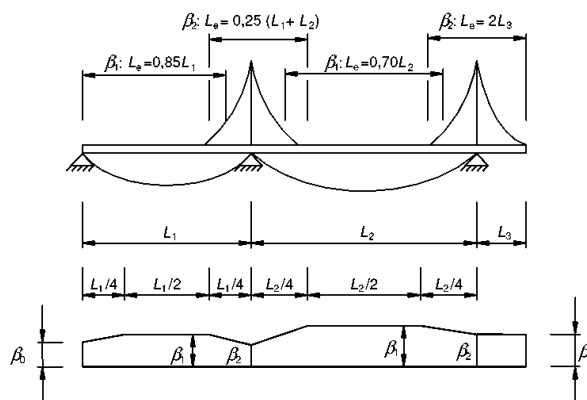 β₂: Lₑ = 0,25 (L₁+ L₂)
β₂: Lₑ = 2L₃
β₁: Lₑ=0,85L₁
β₁: Lₑ=0,70L₂
L₁
L₂
L₃
L₁/4
L₁/2
L₁/4
L₂/4
L₂/2
L₂/4
β₀
β₁
β₂
β₁
β₂
β